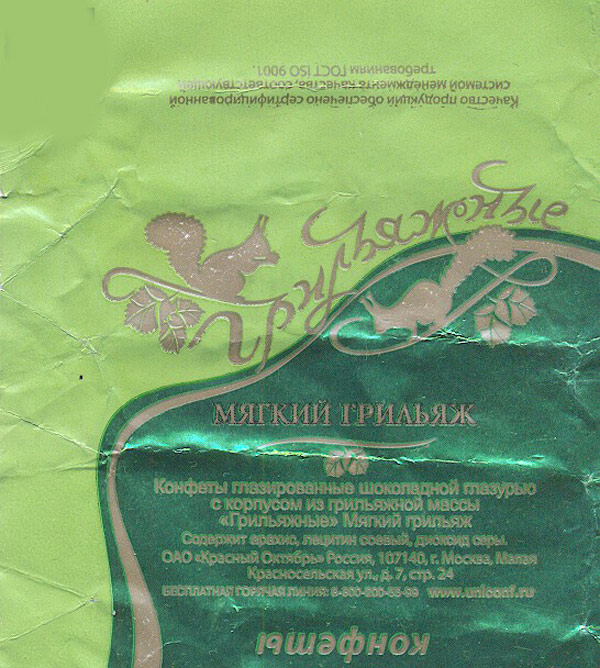 Качество продукции обеспечено сертифицированной
системой менеджмента качества, соответствующей
требованиям ГОСТ ISO 9001.
Грильяжные
МЯГКИЙ ГРИЛЬЯЖ
Конфеты глазированные шоколадной глазурью
с корпусом из грильяжной массы
«Грильяжные» Мягкий грильяж
Содержит арахис, лецитин соевый, диоксид серы.
ОАО «Красный Октябрь» Россия, 107140, г. Москва, Малая
Красносельская ул., д. 7, стр. 24
БЕСПЛАТНАЯ ГОРЯЧАЯ ЛИНИЯ: 8-800-200-55-99 www.uniconf.ru
конфеты